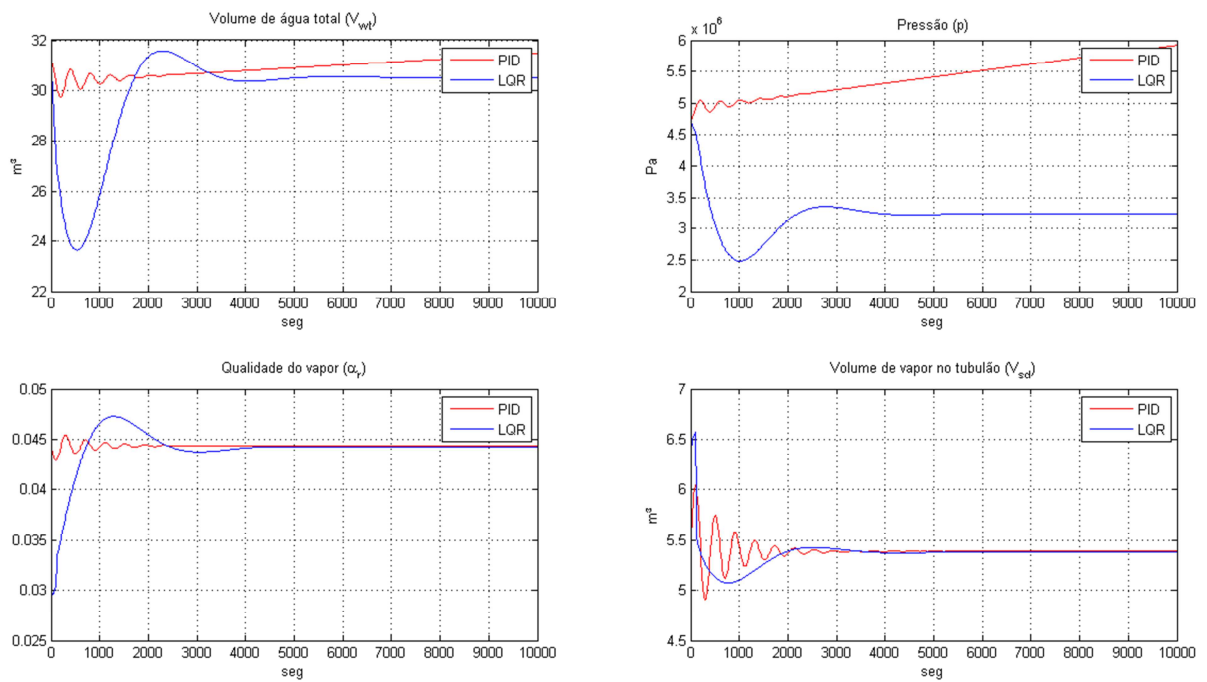 Volume de água total (Vwt)
32
30
28
26
24
22
m³
0 1000 2000 3000 4000 5000 6000 7000 8000 9000 10000
seg
PID
LQR
Pressão (p)
x 10⁶
6
5.5
5
4.5
4
3.5
3
2.5
2
Pa
0 1000 2000 3000 4000 5000 6000 7000 8000 9000 10000
seg
PID
LQR
Qualidade do vapor (αr)
0.05
0.045
0.04
0.035
0.03
0.025
0 1000 2000 3000 4000 5000 6000 7000 8000 9000 10000
seg
PID
LQR
Volume de vapor no tubulão (Vsd)
7
6.5
6
5.5
5
4.5
m³
0 1000 2000 3000 4000 5000 6000 7000 8000 9000 10000
seg
PID
LQR